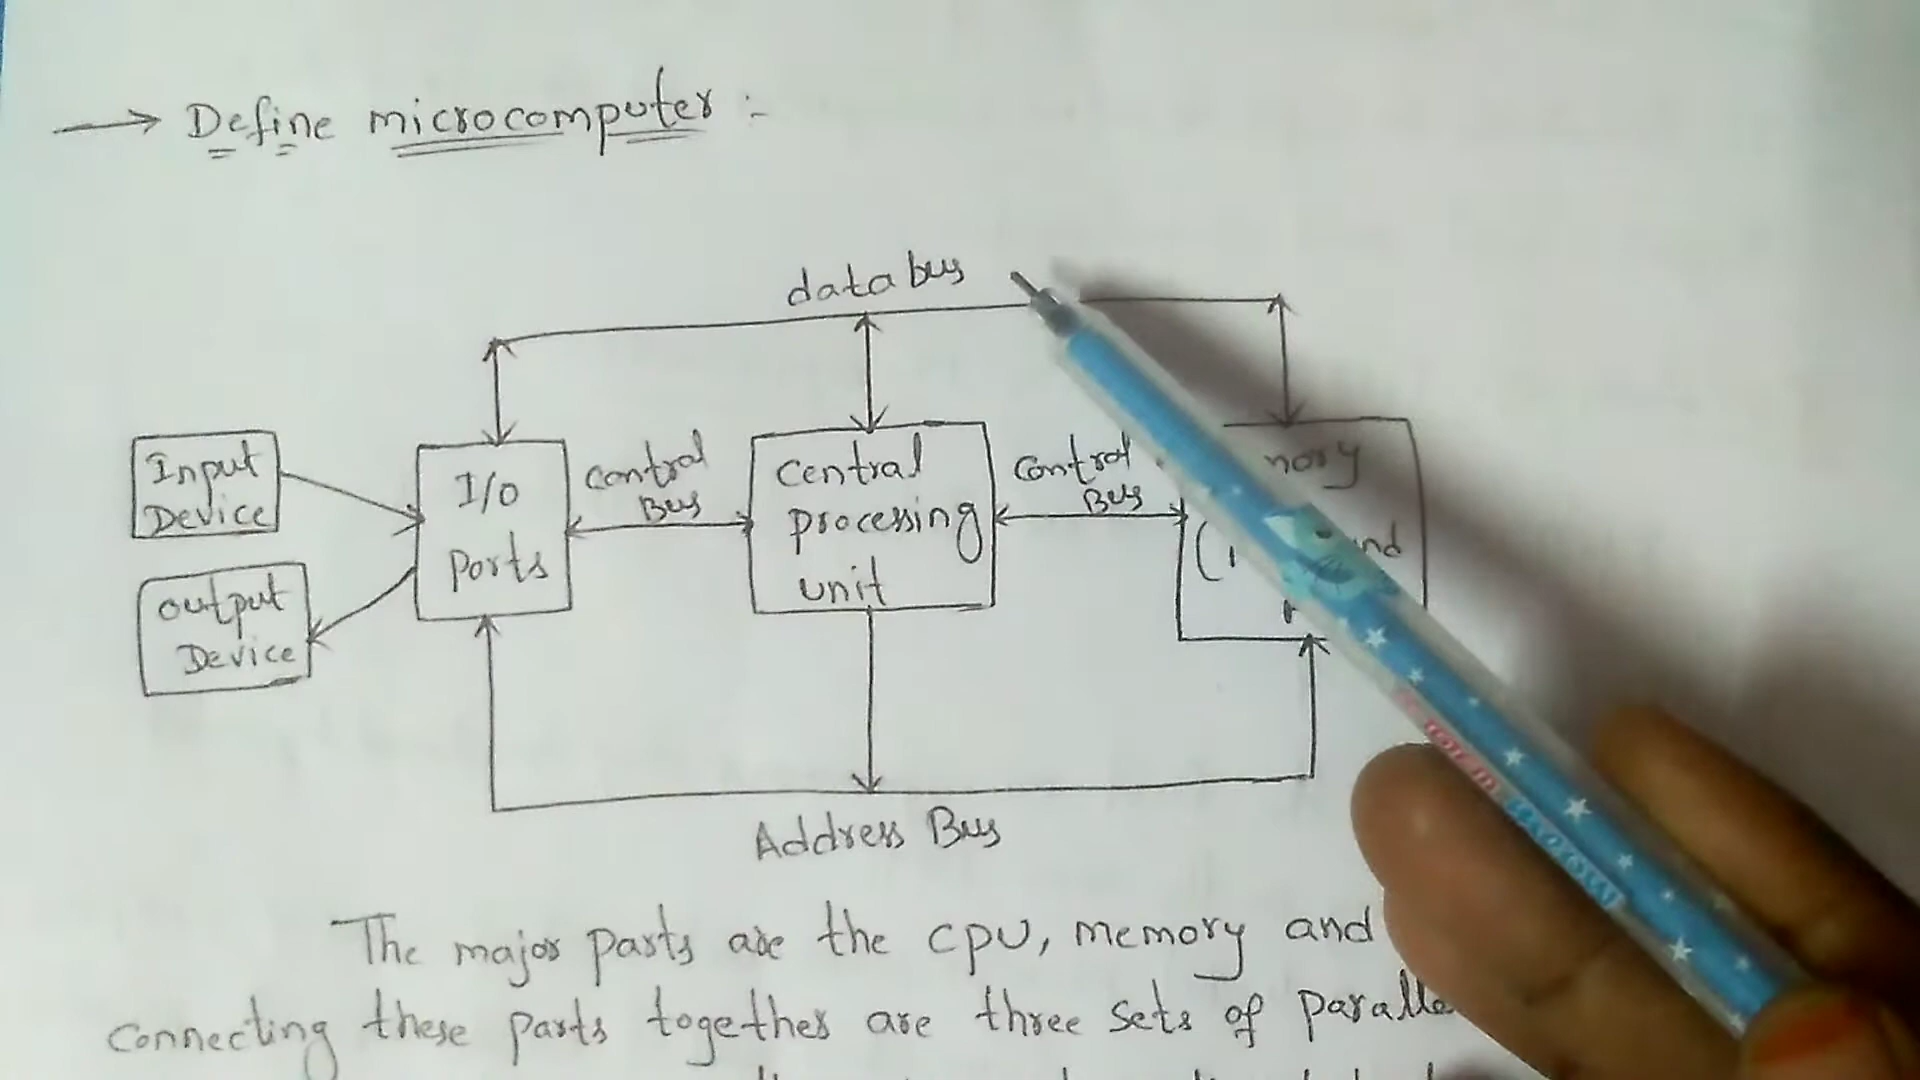 → Define microcomputer :-
data bus
Input
Device
I/O
Ports
Control
Bus
Central
processing
unit
Control
Bus
output
Device
Address Bus
The major parts are the CPU, memory and
connecting these parts together are three sets of